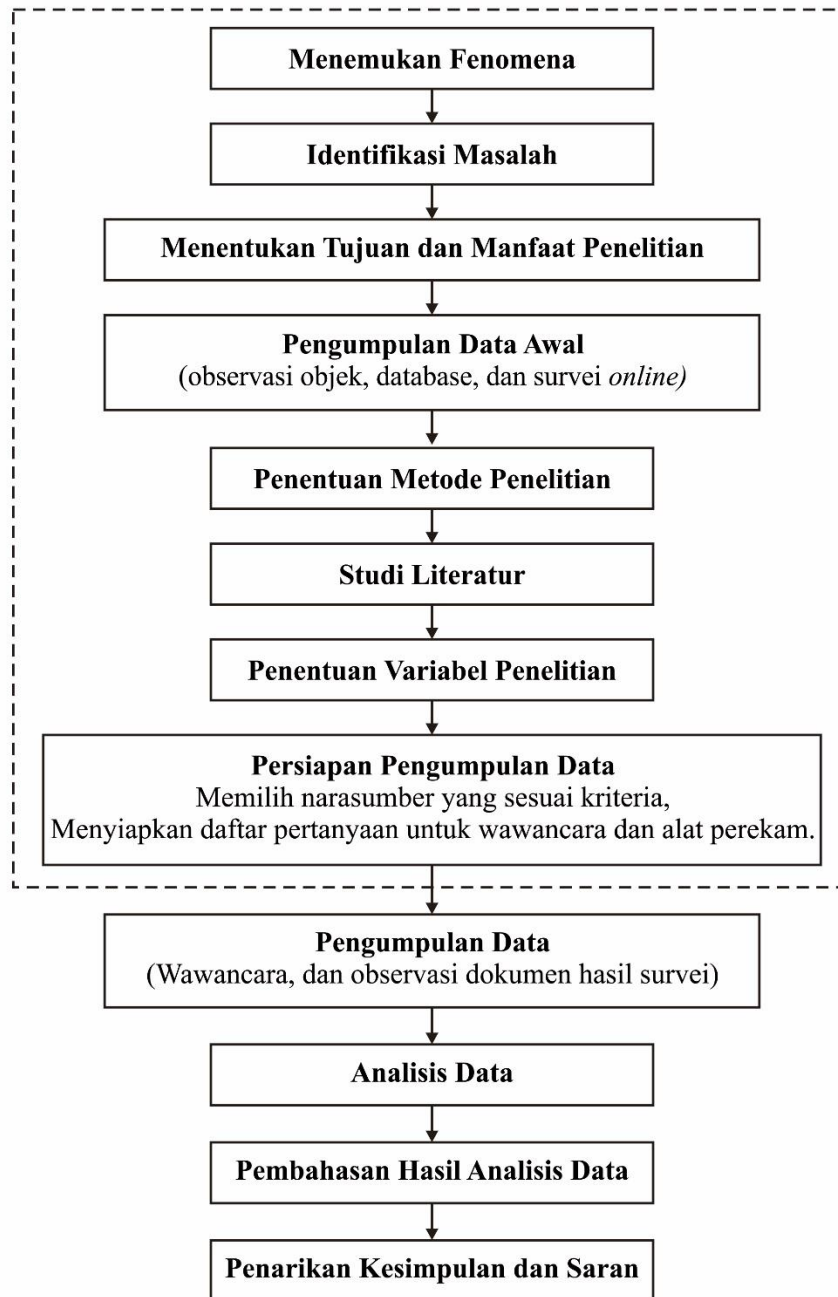 Menemukan Fenomena
Identifikasi Masalah
Menentukan Tujuan dan Manfaat Penelitian
Pengumpulan Data Awal
(observasi objek, database, dan survei online)
Penentuan Metode Penelitian
Studi Literatur
Penentuan Variabel Penelitian
Persiapan Pengumpulan Data
Memilih narasumber yang sesuai kriteria,
Menyiapkan daftar pertanyaan untuk wawancara dan alat perekam.
Pengumpulan Data
(Wawancara, dan observasi dokumen hasil survei)
Analisis Data
Pembahasan Hasil Analisis Data
Penarikan Kesimpulan dan Saran